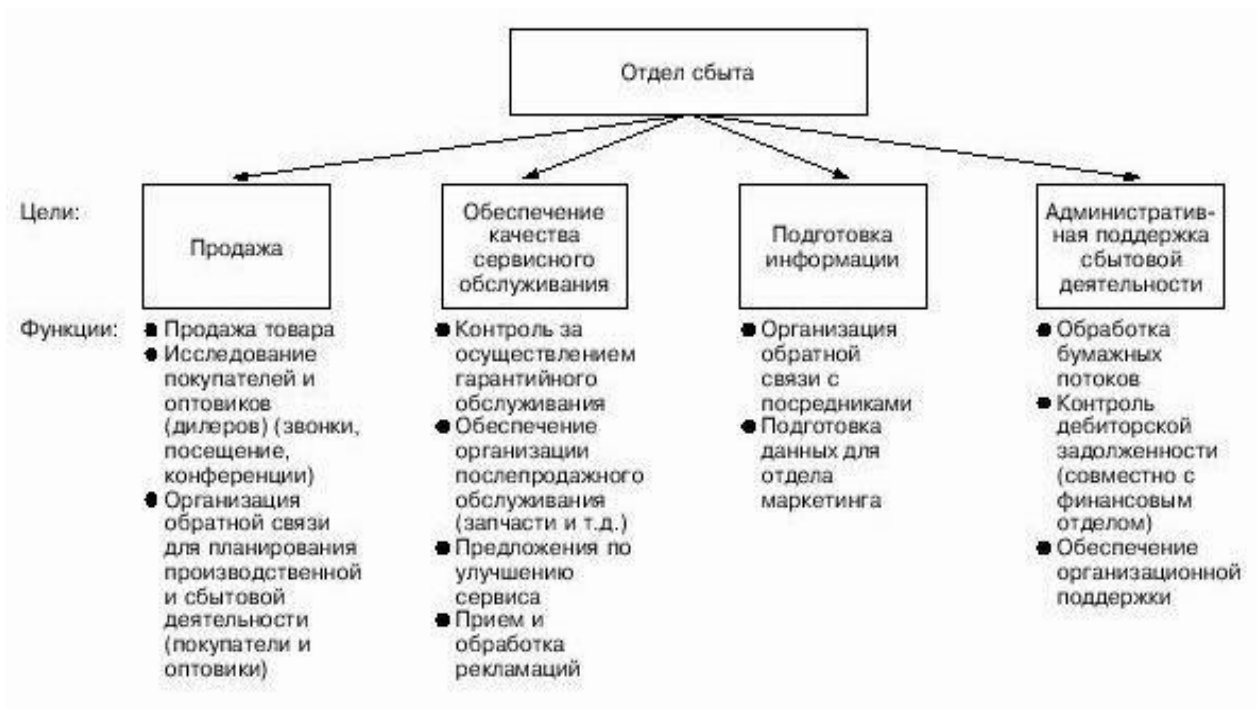 Отдел сбыта
Цели:
Продажа
Обеспечение
качества
сервисного
обслуживания
Подготовка
информации
Административ-
ная поддержка
сбытовой
деятельности
Функции:
● Продажа товара
● Исследование
покупателей и
оптовиков
(дилеров) (звонки,
посещение,
конференции)
● Организация
обратной связи
для планирования
производственной
и сбытовой
деятельности
(покупатели и
оптовики)
● Контроль за
осуществлением
гарантийного
обслуживания
● Обеспечение
организации
послепродажного
обслуживания
(запчасти и т.д.)
● Предложения по
улучшению
сервиса
● Прием и
обработка
рекламаций
● Организация
обратной
связи с
посредниками
● Подготовка
данных для
отдела
маркетинга
● Обработка
бумажных
потоков
● Контроль
дебиторской
задолженности
(совместно с
финансовым
отделом)
● Обеспечение
организационной
поддержки